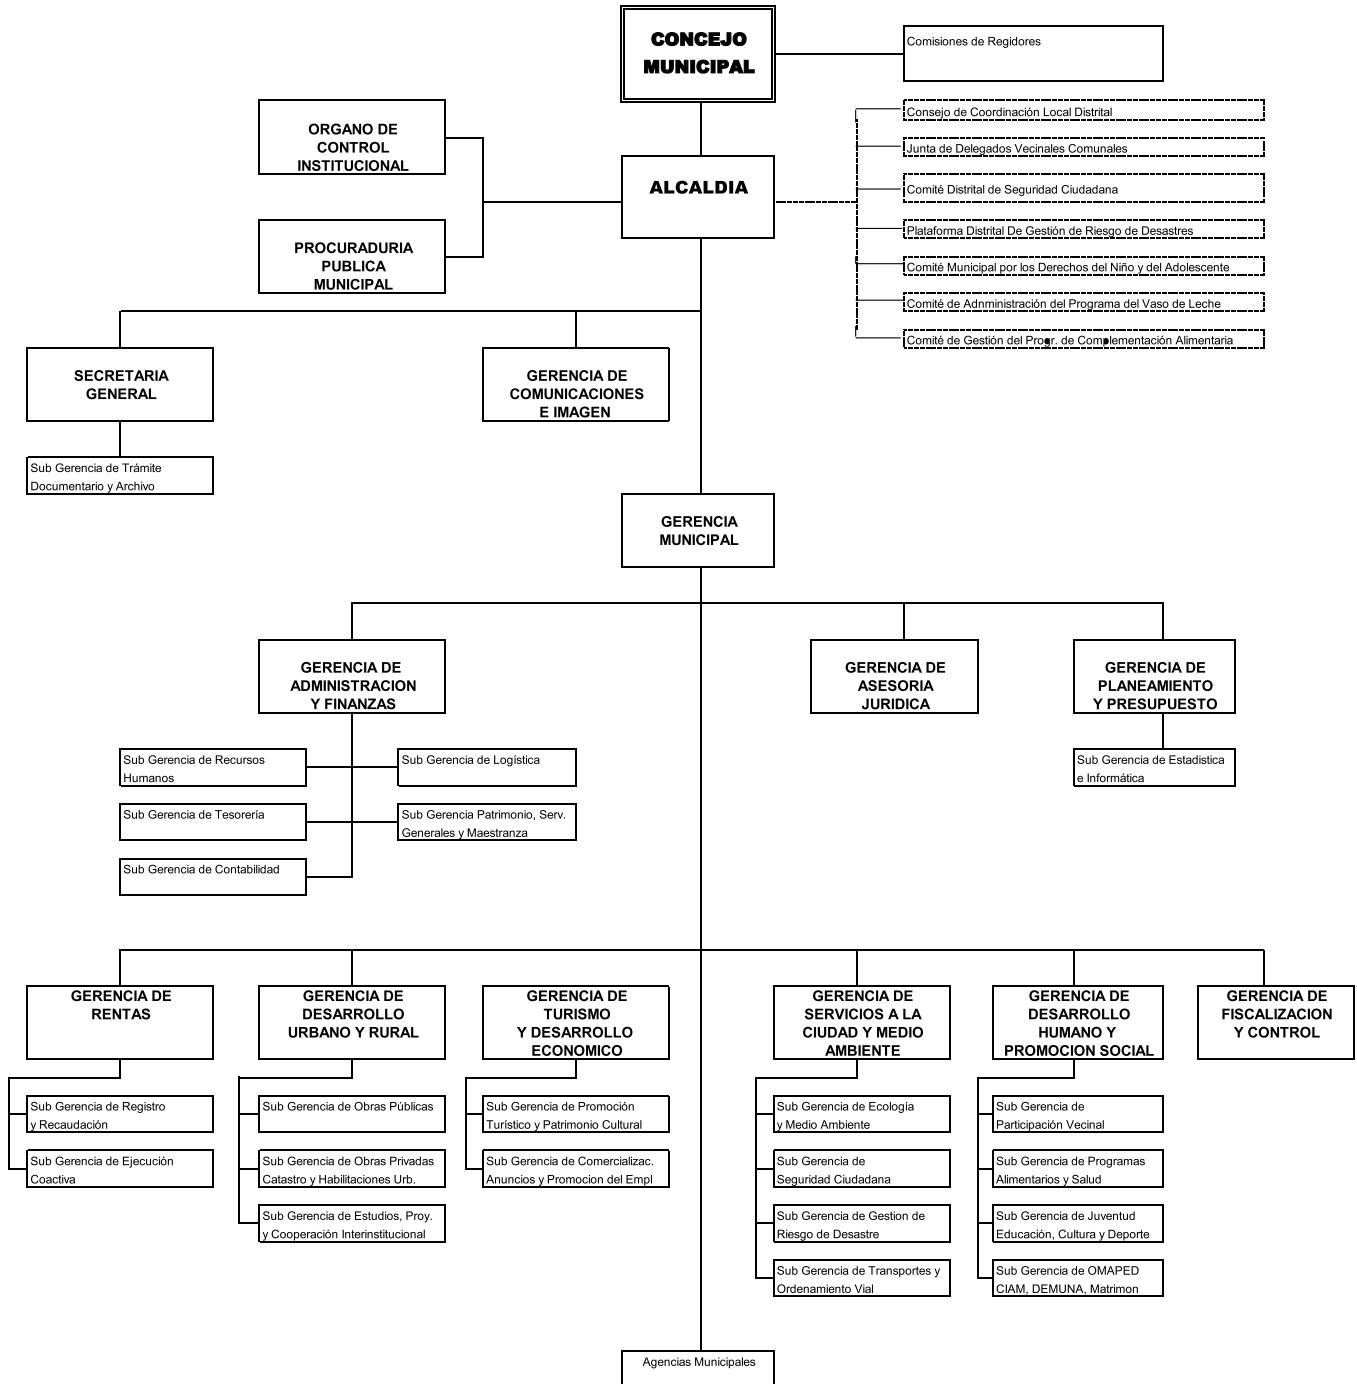 CONCEJO
MUNICIPAL
Comisiones de Regidores
ORGANO DE
CONTROL
INSTITUCIONAL
PROCURADURIA
PUBLICA
MUNICIPAL
ALCALDIA
Consejo de Coordinación Local Distrital
Junta de Delegados Vecinales Comunales
Comité Distrital de Seguridad Ciudadana
Plataforma Distrital De Gestión de Riesgo de Desastres
Comité Municipal por los Derechos del Niño y del Adolescente
Comité de Adnministración del Programa del Vaso de Leche
Comité de Gestión del Progr. de Complementación Alimentaria
SECRETARIA
GENERAL
Sub Gerencia de Trámite
Documentario y Archivo
GERENCIA DE
COMUNICACIONES
E IMAGEN
GERENCIA
MUNICIPAL
GERENCIA DE
ADMINISTRACION
Y FINANZAS
Sub Gerencia de Recursos
Humanos
Sub Gerencia de Logística
Sub Gerencia de Tesorería
Sub Gerencia Patrimonio, Serv.
Generales y Maestranza
Sub Gerencia de Contabilidad
GERENCIA DE
ASESORIA
JURIDICA
GERENCIA DE
PLANEAMIENTO
Y PRESUPUESTO
Sub Gerencia de Estadistica
e Informática
GERENCIA DE
RENTAS
Sub Gerencia de Registro
y Recaudación
Sub Gerencia de Ejecución
Coactiva
GERENCIA DE
DESARROLLO
URBANO Y RURAL
Sub Gerencia de Obras Públicas
Sub Gerencia de Obras Privadas
Catastro y Habilitaciones Urb.
Sub Gerencia de Estudios, Proy.
y Cooperación Interinstitucional
GERENCIA DE
TURISMO
Y DESARROLLO
ECONOMICO
Sub Gerencia de Promoción
Turístico y Patrimonio Cultural
Sub Gerencia de Comercializac.
Anuncios y Promocion del Empl
GERENCIA DE
SERVICIOS A LA
CIUDAD Y MEDIO
AMBIENTE
Sub Gerencia de Ecología
y Medio Ambiente
Sub Gerencia de
Seguridad Ciudadana
Sub Gerencia de Gestion de
Riesgo de Desastre
Sub Gerencia de Transportes y
Ordenamiento Vial
GERENCIA DE
DESARROLLO
HUMANO Y
PROMOCION SOCIAL
Sub Gerencia de
Participación Vecinal
Sub Gerencia de Programas
Alimentarios y Salud
Sub Gerencia de Juventud
Educación, Cultura y Deporte
Sub Gerencia de OMAPED
CIAM, DEMUNA, Matrimon
GERENCIA DE
FISCALIZACION
Y CONTROL
Agencias Municipales